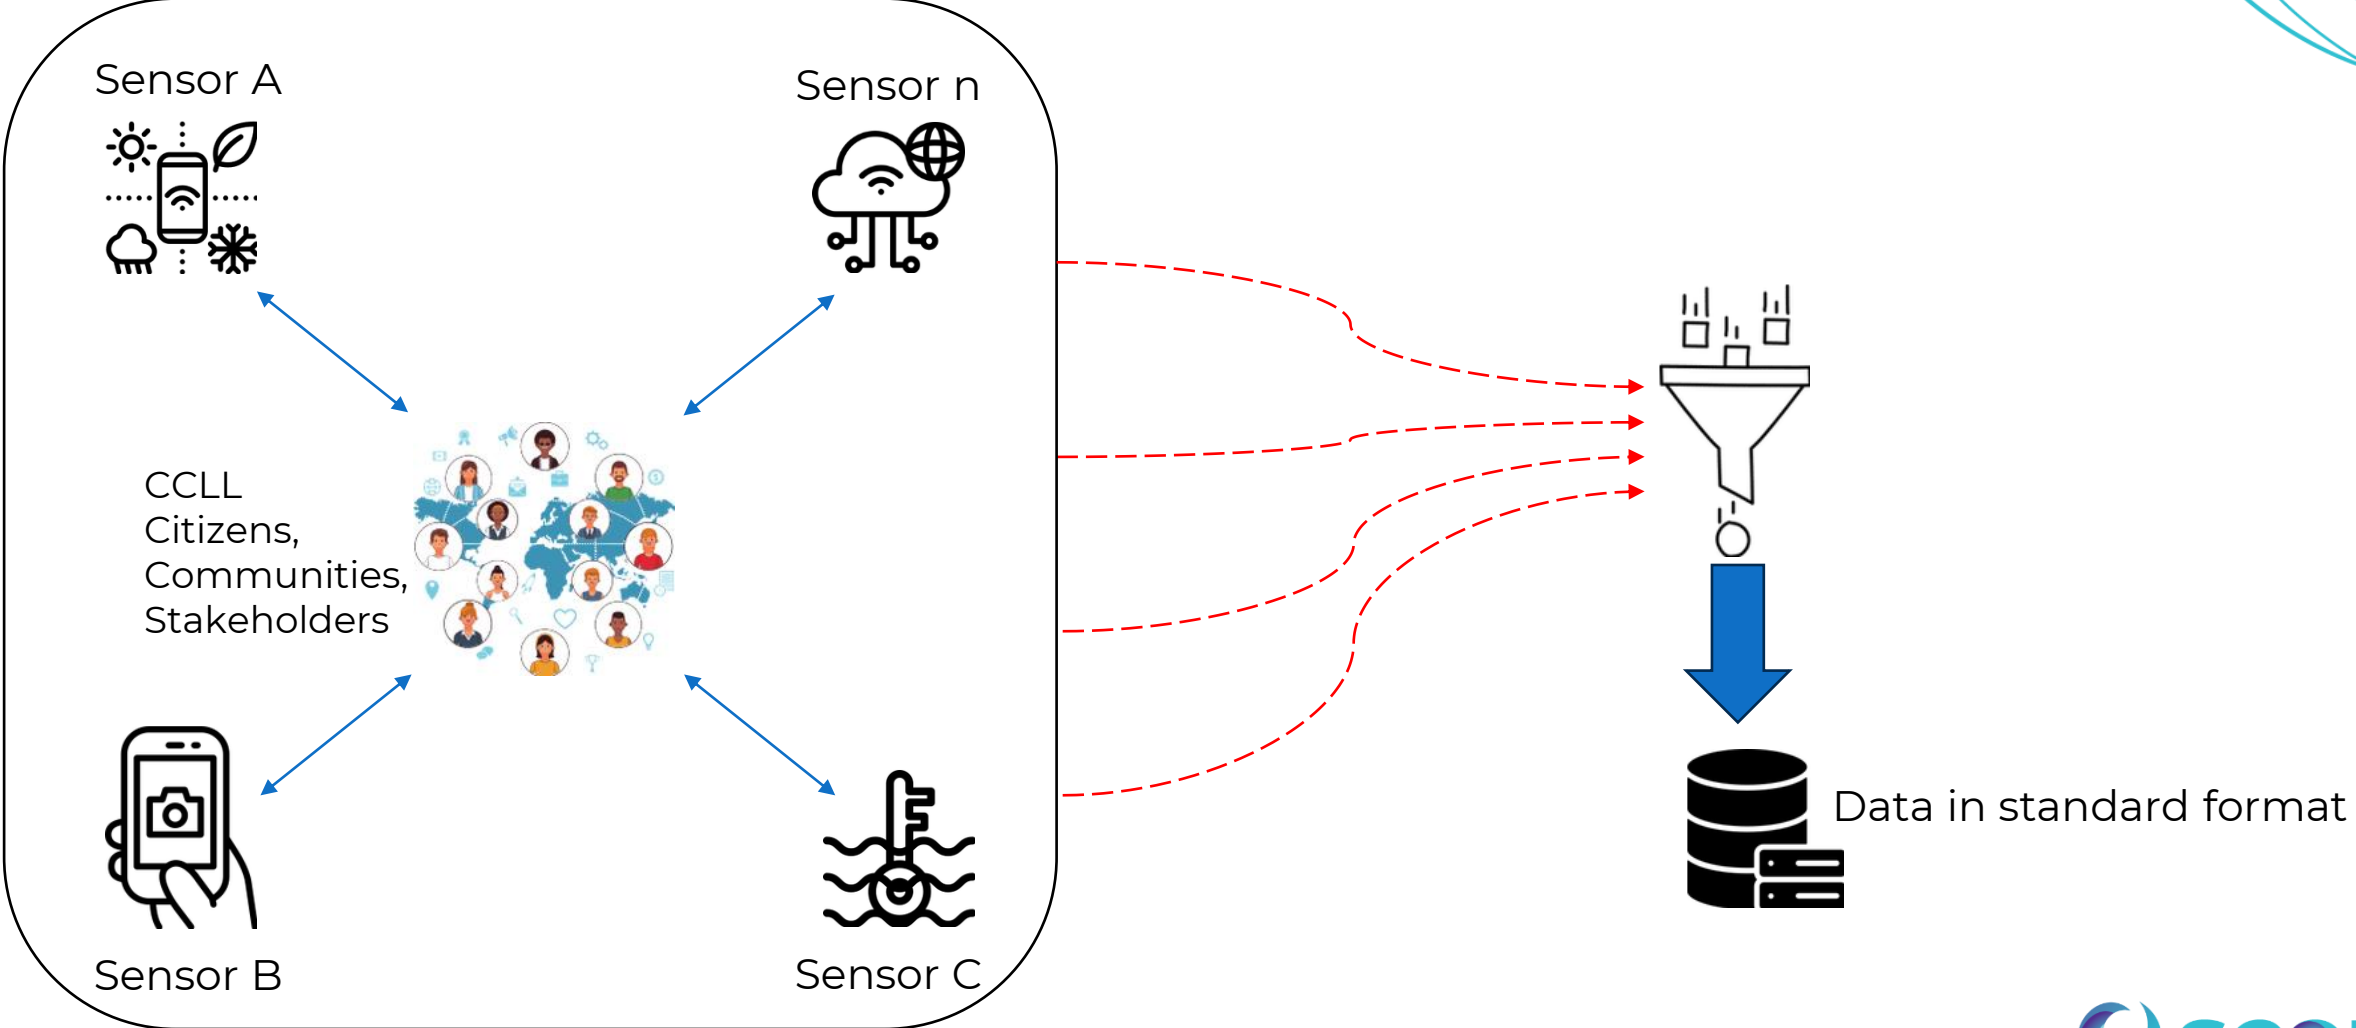 Sensor A
Sensor n
CCLL
Citizens,
Communities,
Stakeholders
Data in standard format
Sensor B
Sensor C